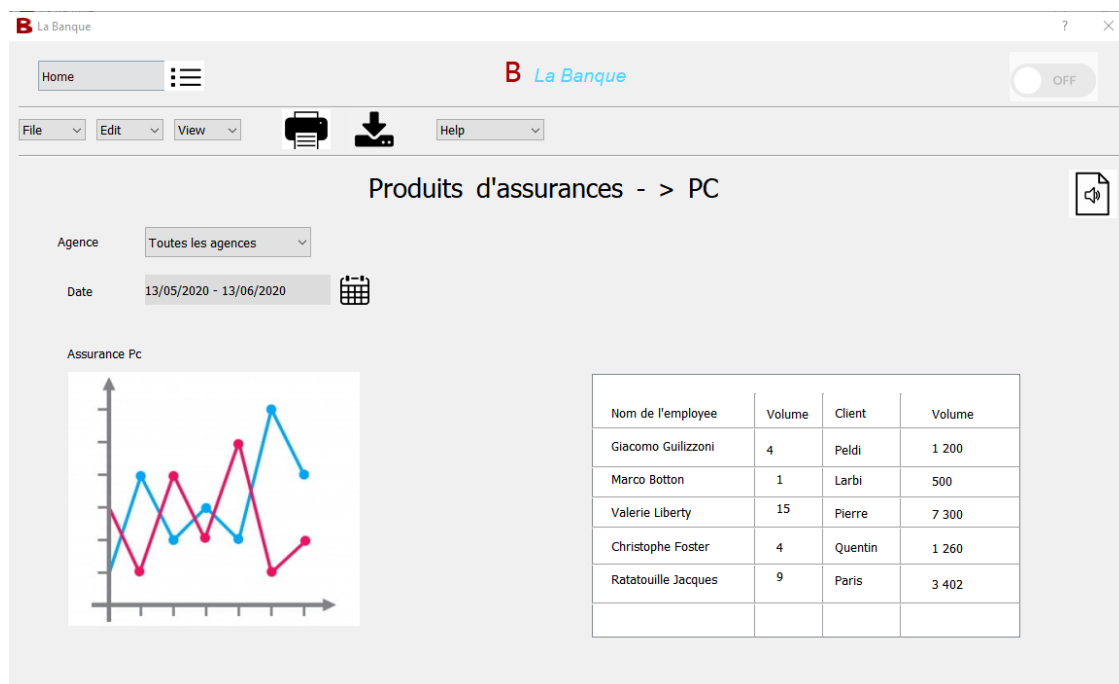 B La Banque ?
Home
B La Banque
OFF
File Edit View Help
Produits d'assurances - > PC
Agence Toutes les agences
Date 13/05/2020 - 13/06/2020
Assurance Pc
Nom de l'employee Volume Client Volume
Giacomo Guilizzoni 4 Peldi 1 200
Marco Botton 1 Larbi 500
Valerie Liberty 15 Pierre 7 300
Christophe Foster 4 Quentin 1 260
Ratatouille Jacques 9 Paris 3 402